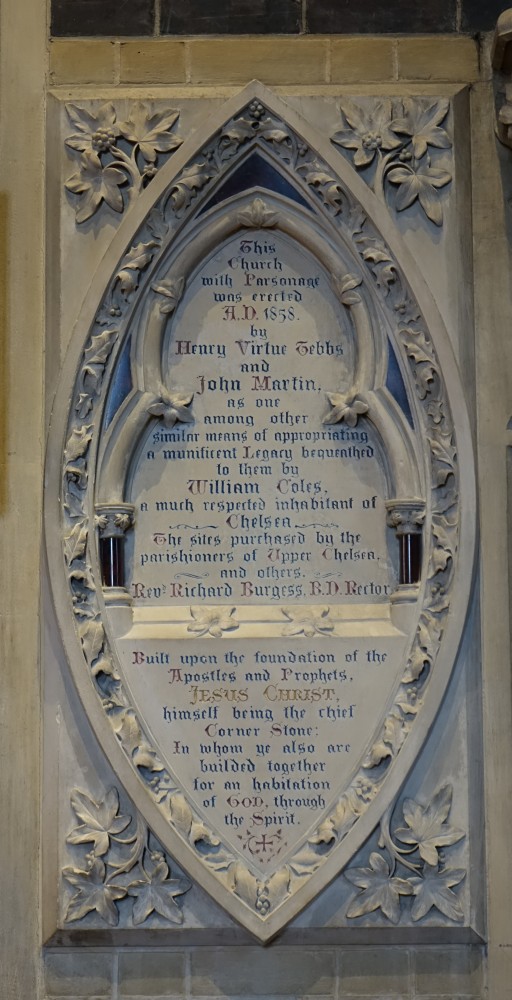 This
Church
with Parsonage
was erected
A.D. 1858.
by
Henry Virtue Tebbs
and
John Martin,
as one
among other
similar means of appropriating
a munificent Legacy bequeathed
to them by
William Coles,
a much respected inhabitant of
Chelsea.
The sites purchased by the
parishioners of Upper Chelsea.
and others.
Revd. Richard Burgess, B.D. Rector
Built upon the foundation of the
Apostles and Prophets,
JESUS CHRIST,
himself being the chief
Corner Stone:
In whom ye also are
builded together
for an habitation
of GOD, through
the Spirit.